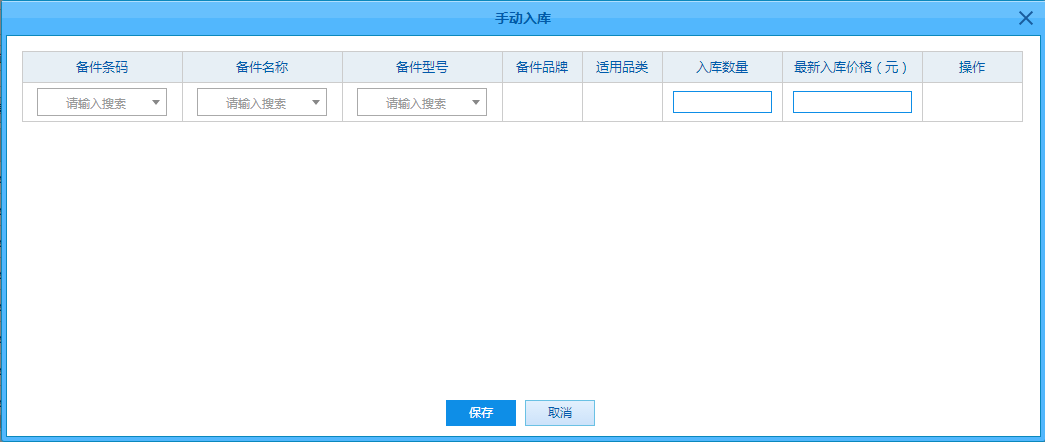 手动入库
备件条码 备件名称 备件型号 备件品牌 适用品类 入库数量 最新入库价格（元） 操作
请输入搜索 请输入搜索 请输入搜索
保存 取消